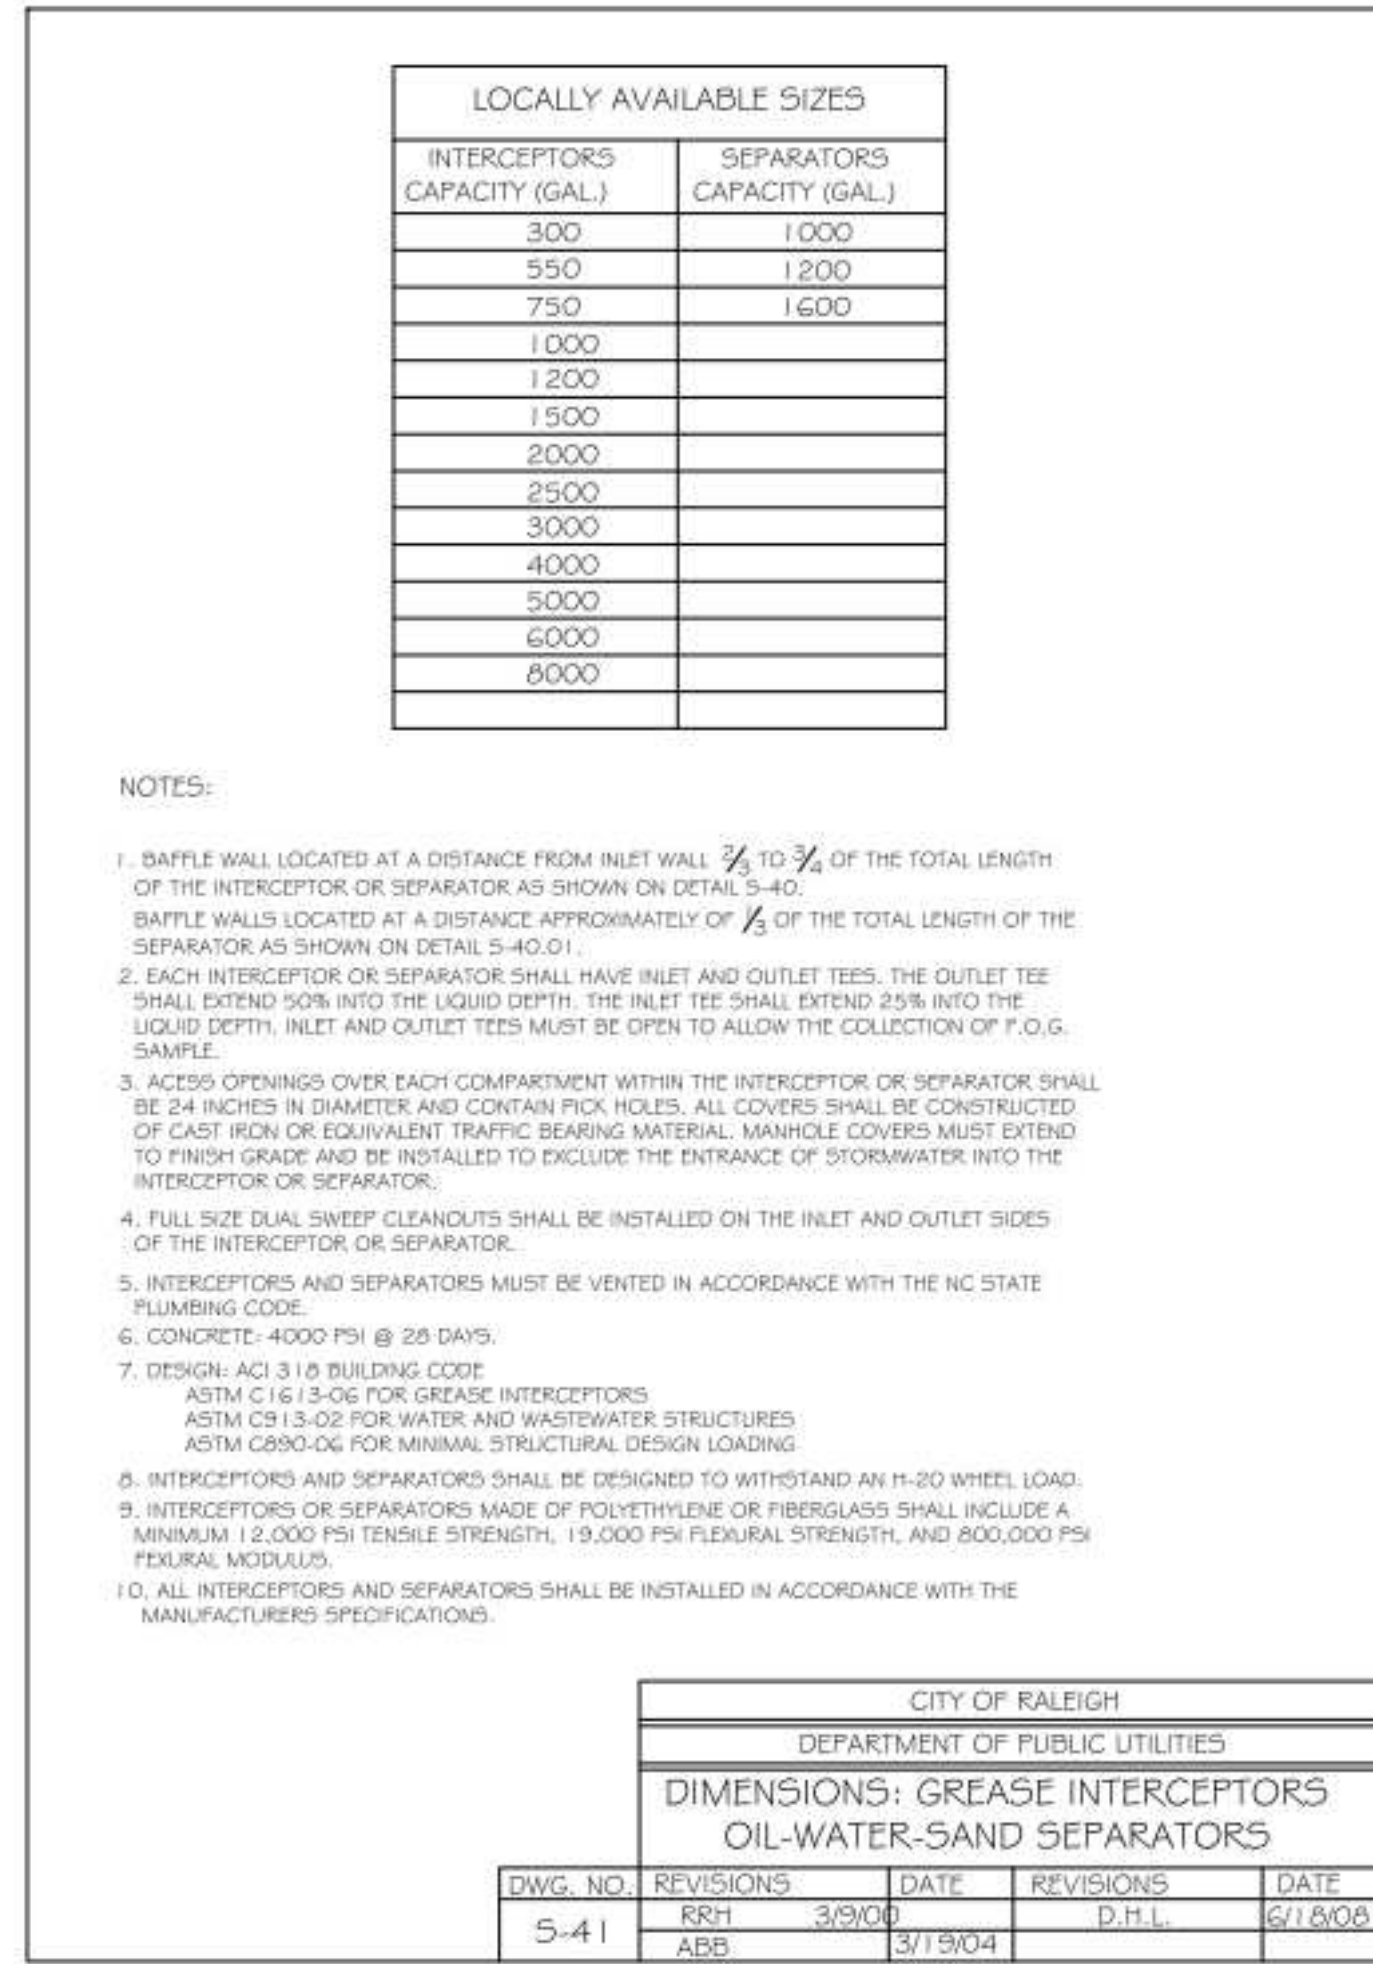 LOCALLY AVAILABLE SIZES
INTERCEPTORS SEPARATORS
CAPACITY (GAL.) CAPACITY (GAL.)
300 1000
550 1200
750 1600
1000
1200
1500
2000
2500
3000
4000
5000
6000
8000
NOTES:
1. BAFFLE WALL LOCATED AT A DISTANCE FROM INLET WALL 2/3 TO 3/4 OF THE TOTAL LENGTH
OF THE INTERCEPTOR OR SEPARATOR AS SHOWN ON DETAIL S-40.
BAFFLE WALLS LOCATED AT A DISTANCE APPROXIMATELY OF 1/3 OF THE TOTAL LENGTH OF THE
SEPARATOR AS SHOWN ON DETAIL S-40.01.
2. EACH INTERCEPTOR OR SEPARATOR SHALL HAVE INLET AND OUTLET TEES. THE OUTLET TEE
SHALL EXTEND 50% INTO THE LIQUID DEPTH. THE INLET TEE SHALL EXTEND 25% INTO THE
LIQUID DEPTH. INLET AND OUTLET TEES MUST BE OPEN TO ALLOW THE COLLECTION OF F.O.G.
SAMPLE.
3. ACESS OPENINGS OVER EACH COMPARTMENT WITHIN THE INTERCEPTOR OR SEPARATOR SHALL
BE 24 INCHES IN DIAMETER AND CONTAIN PICK HOLES. ALL COVERS SHALL BE CONSTRUCTED
OF CAST IRON OR EQUIVALENT TRAFFIC BEARING MATERIAL. MANHOLE COVERS MUST EXTEND
TO FINISH GRADE AND BE INSTALLED TO EXCLUDE THE ENTRANCE OF STORMWATER INTO THE
INTERCEPTOR OR SEPARATOR.
4. FULL SIZE DUAL SWEEP CLEANOUTS SHALL BE INSTALLED ON THE INLET AND OUTLET SIDES
OF THE INTERCEPTOR OR SEPARATOR.
5. INTERCEPTORS AND SEPARATORS MUST BE VENTED IN ACCORDANCE WITH THE NC STATE
PLUMBING CODE.
6. CONCRETE: 4000 PSI @ 28 DAYS.
7. DESIGN: ACI 318 BUILDING CODE
ASTM C1613-06 FOR GREASE INTERCEPTORS
ASTM C913-02 FOR WATER AND WASTEWATER STRUCTURES
ASTM C890-06 FOR MINIMAL STRUCTURAL DESIGN LOADING
8. INTERCEPTORS AND SEPARATORS SHALL BE DESIGNED TO WITHSTAND AN H-20 WHEEL LOAD.
9. INTERCEPTORS OR SEPARATORS MADE OF POLYETHYLENE OR FIBERGLASS SHALL INCLUDE A
MINIMUM 12,000 PSI TENSILE STRENGTH, 19,000 PSI FLEXURAL STRENGTH, AND 800,000 PSI
FEXURAL MODULUS.
10. ALL INTERCEPTORS AND SEPARATORS SHALL BE INSTALLED IN ACCORDANCE WITH THE
MANUFACTURERS SPECIFICATIONS.
CITY OF RALEIGH
DEPARTMENT OF PUBLIC UTILITIES
DIMENSIONS: GREASE INTERCEPTORS
OIL-WATER-SAND SEPARATORS
DWG. NO. REVISIONS DATE REVISIONS DATE
S-41 RRH 3/9/00 D.H.L. 6/18/08
ABB 3/19/04